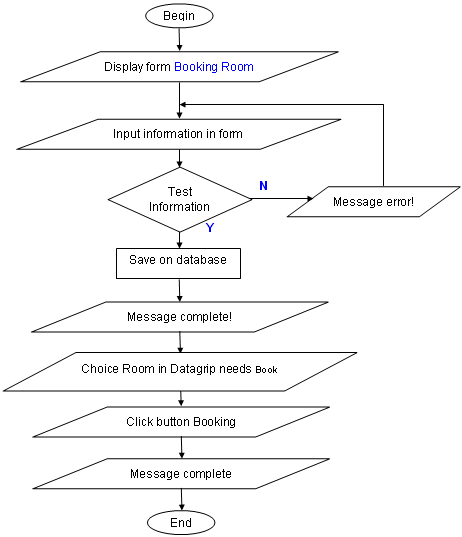 Begin
Display form Booking Room
Input information in form
Test
Information
N
Message error!
Y
Save on database
Message complete!
Choice Room in Datagrip needs Book
Click button Booking
Message complete
End